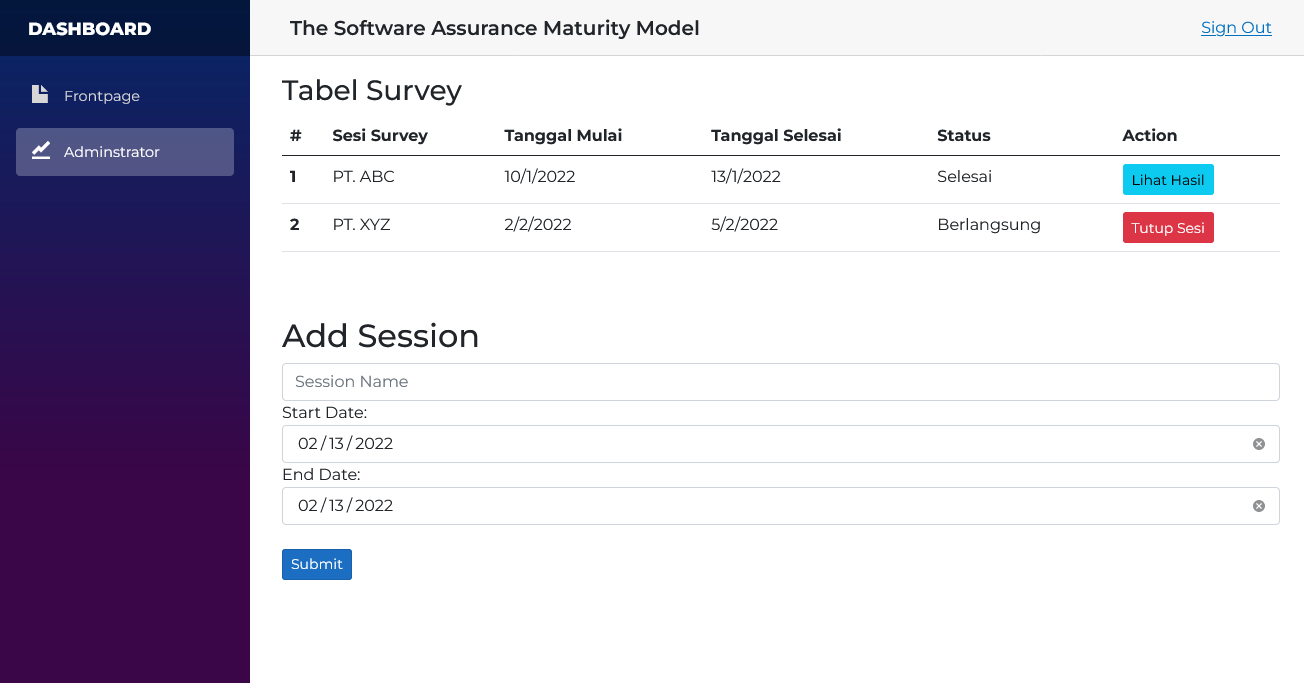 DASHBOARD
The Software Assurance Maturity Model
Sign Out
Frontpage
Adminstrator
Tabel Survey
# Sesi Survey Tanggal Mulai Tanggal Selesai Status Action
1 PT. ABC 10/1/2022 13/1/2022 Selesai Lihat Hasil
2 PT. XYZ 2/2/2022 5/2/2022 Berlangsung Tutup Sesi
Add Session
Session Name
Start Date:
02/13/2022
End Date:
02/13/2022
Submit